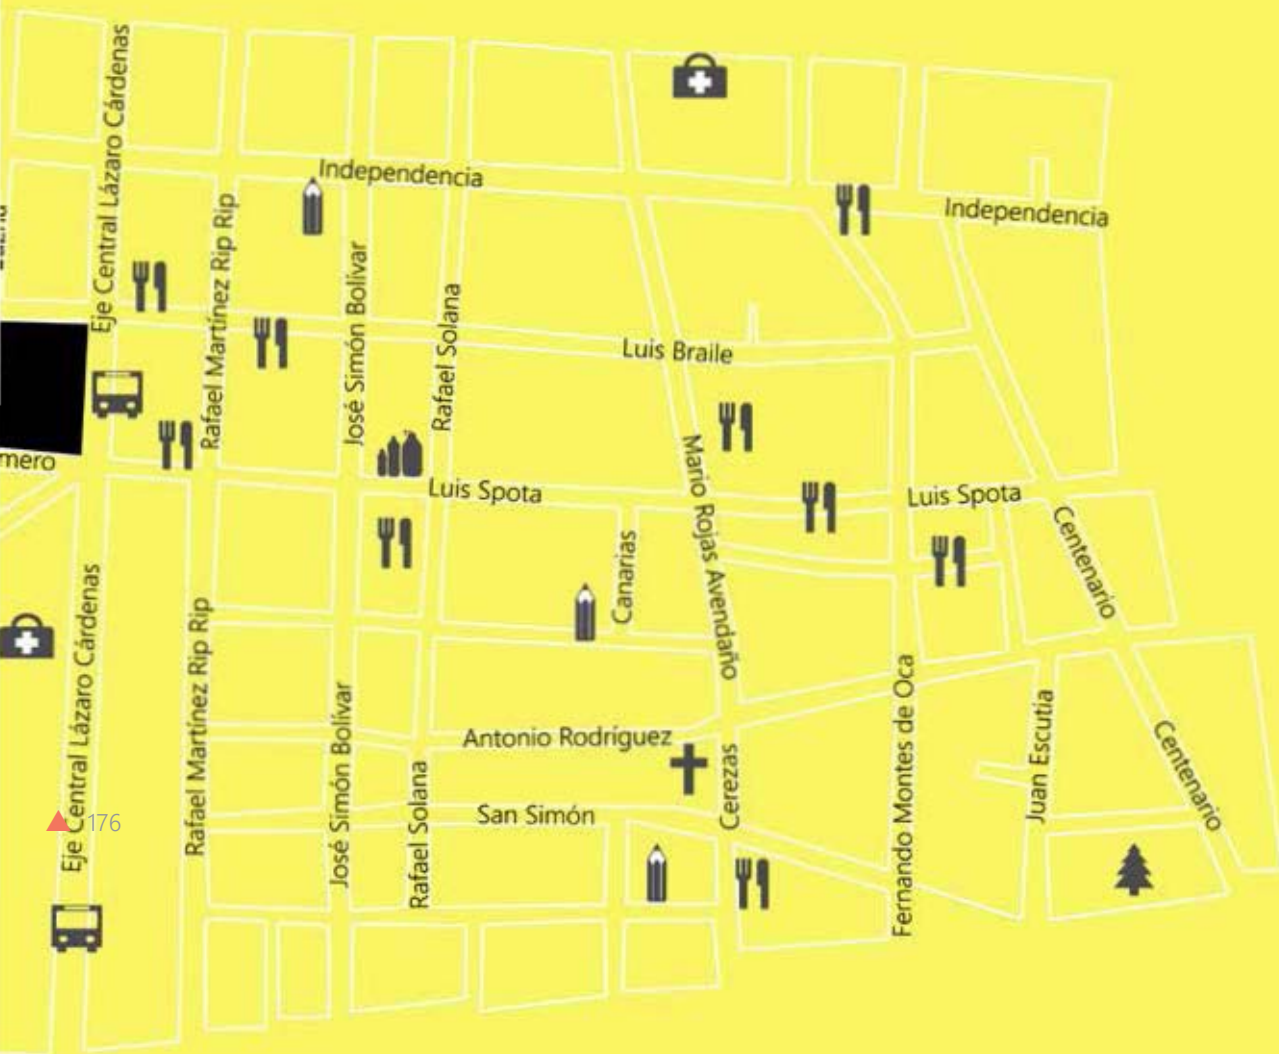 Eje Central Lázaro Cárdenas
Independencia
Independencia
Rafael Martínez Rip Rip
José Simón Bolívar
Rafael Solana
Luis Braile
mero
Luis Spota
Luis Spota
Mario Rojas Avendaño
Canarias
Centenario
Eje Central Lázaro Cárdenas
Rafael Martínez Rip Rip
José Simón Bolívar
Rafael Solana
Antonio Rodríguez
Cerezas
Fernando Montes de Oca
Juan Escutia
Centenario
San Simón
176